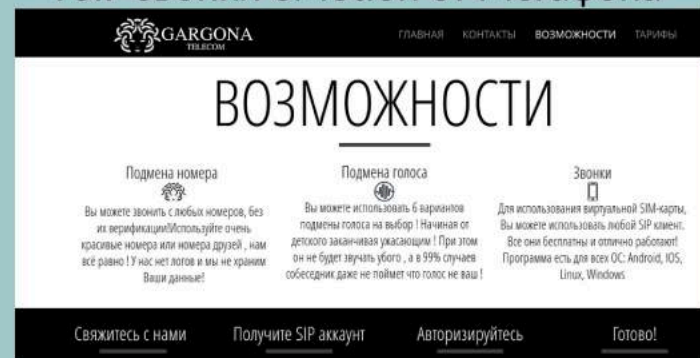 GARGONA
TELECOM
ГЛАВНАЯ КОНТАКТЫ ВОЗМОЖНОСТИ ТАРИФЫ
ВОЗМОЖНОСТИ
Подмена номера
Вы можете звонить с любых номеров, без
их верификации!Используйте очень
красивые номера или номера друзей , нам
всё равно ! У нас нет логов и мы не храним
Ваши данные!
Подмена голоса
Вы можете использовать 6 вариантов
подмены голоса на выбор ! Начиная от
детского заканчивая ужасающим ! При этом
он не будет звучать убого , а в 99% случаев
собеседник даже не поймет что голос не ваш !
Звонки
Для использования виртуальной SIM-карты,
Вы можете использовать любой SIP клиент.
Все они бесплатны и отлично работают!
Программа есть для всех ОС: Android, IOS,
Linux, Windows
Свяжитесь с нами Получите SIP аккаунт Авторизируйтесь Готово!